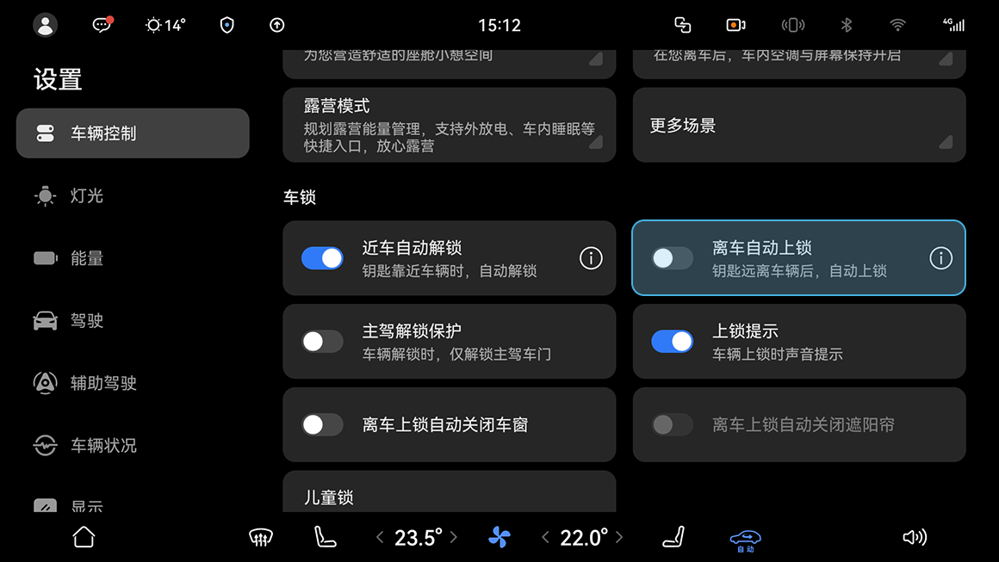 14°
15:12
4G
设置
车辆控制
灯光
能量
驾驶
辅助驾驶
车辆状况
显示
为您营造舒适的座舱小憩空间
在您离车后，车内空调与屏幕保持开启
露营模式
规划露营能量管理，支持外放电、车内睡眠等
快捷入口，放心露营
更多场景
车锁
近车自动解锁
钥匙靠近车辆时，自动解锁
离车自动上锁
钥匙远离车辆后，自动上锁
主驾解锁保护
车辆解锁时，仅解锁主驾车门
上锁提示
车辆上锁时声音提示
离车上锁自动关闭车窗
离车上锁自动关闭遮阳帘
儿童锁
23.5°
22.0°
自动